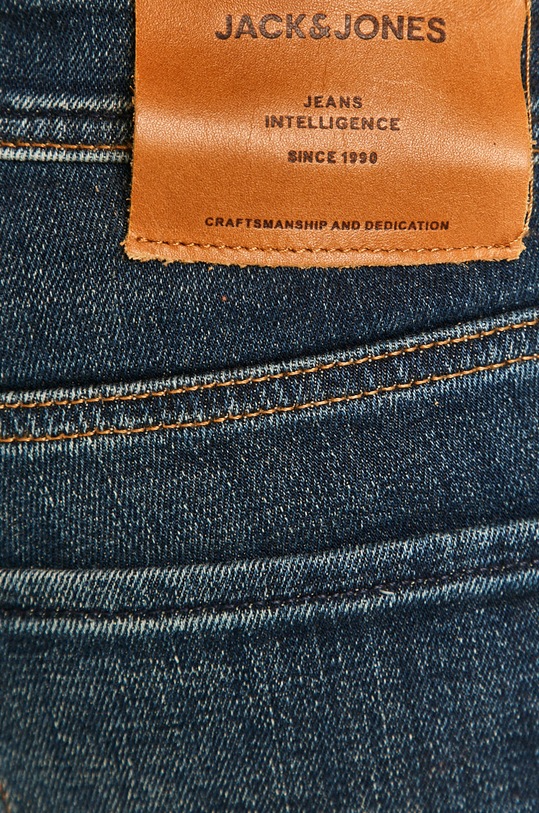 JACK&JONES
JEANS
INTELLIGENCE
SINCE 1990
CRAFTSMANSHIP AND DEDICATION